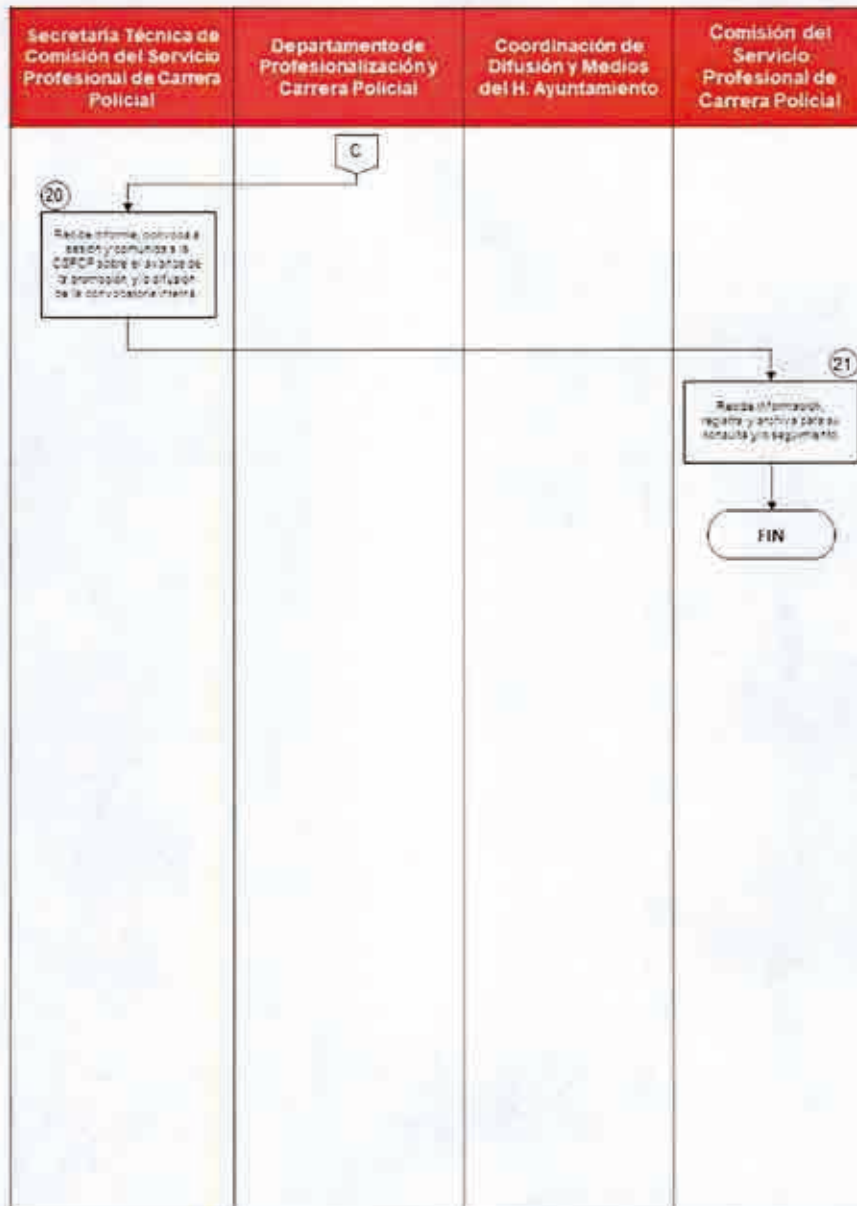 Secretaría Técnica de
Comisión del Servicio
Profesional de Carrera
Policial
Departamento de
Profesionalización y
Carrera Policial
Coordinación de
Difusión y Medios
del H. Ayuntamiento
Comisión del
Servicio
Profesional de
Carrera Policial
C
20
Recibe informe, convoca a
sesión y comunica a la
CSPCP sobre el avance de
la promoción y/o difusión
de la convocatoria interna.
21
Recibe información,
registra y archiva para su
consulta y/o seguimiento.
FIN